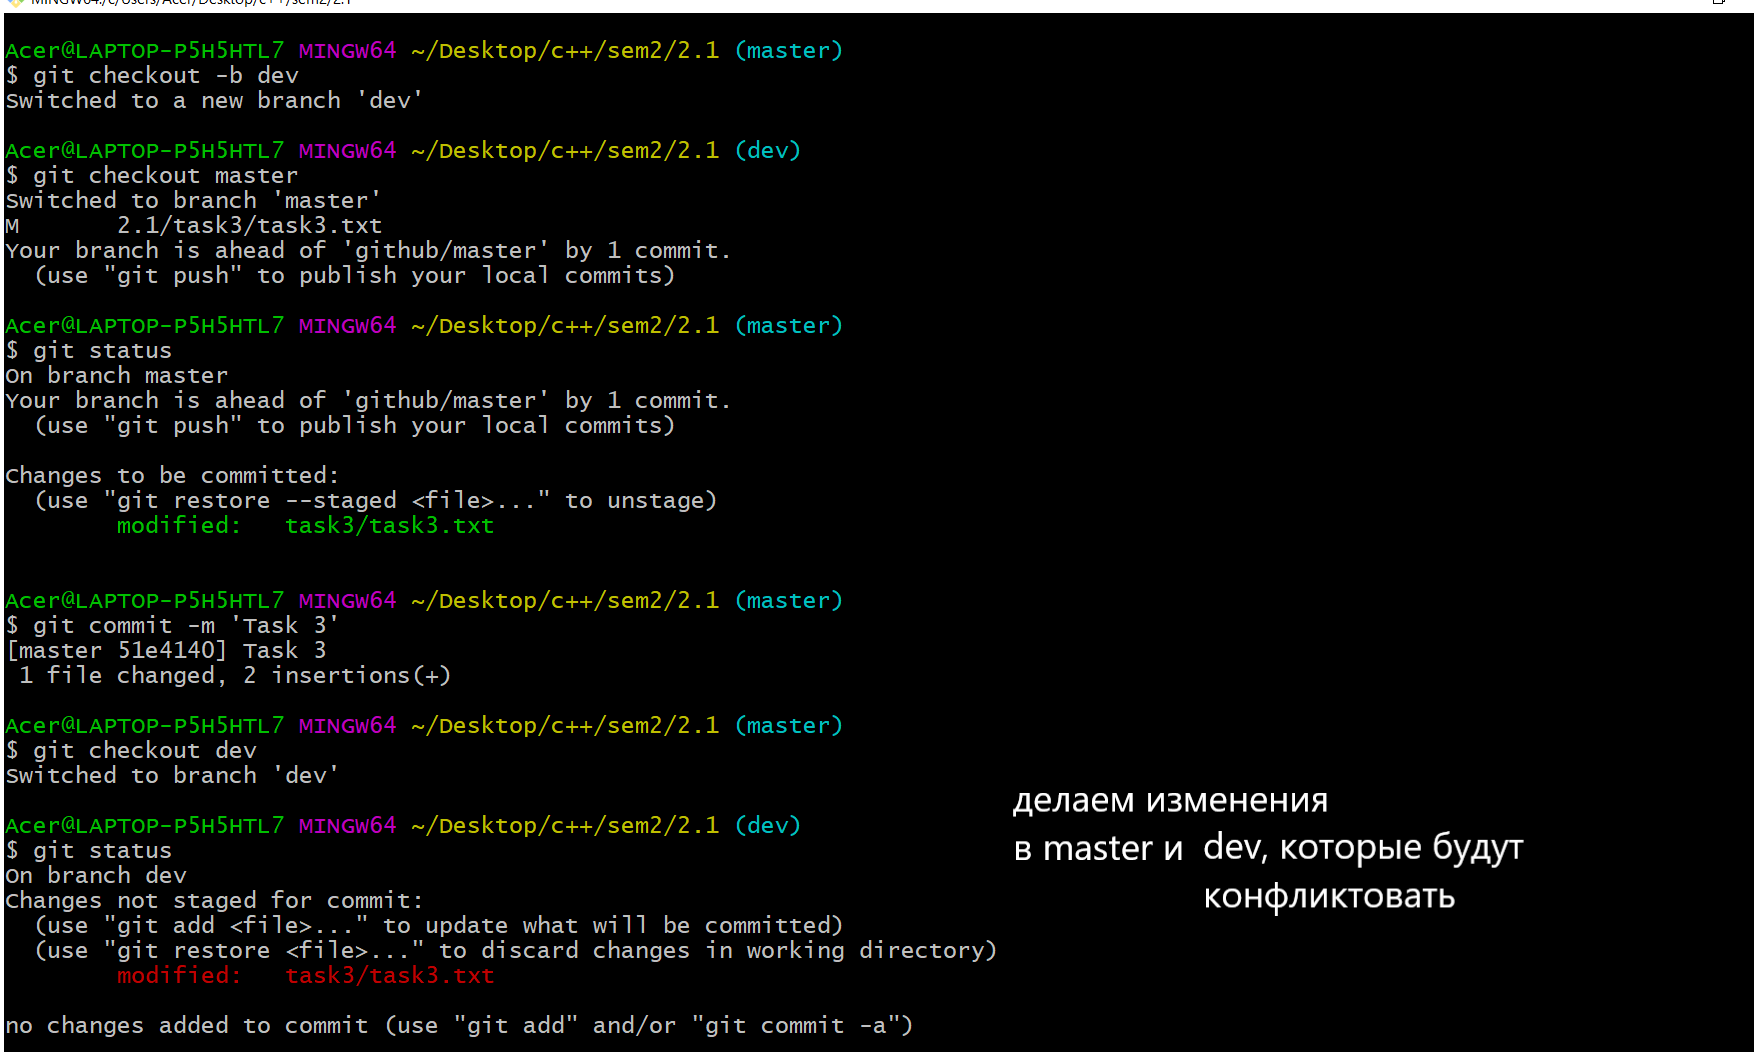 MINGW64:/c/Users/Acer/Desktop/c++/sem2/2.1
Acer@LAPTOP-P5H5HTL7 MINGW64 ~/Desktop/c++/sem2/2.1 (master)
$ git checkout -b dev
Switched to a new branch 'dev'
Acer@LAPTOP-P5H5HTL7 MINGW64 ~/Desktop/c++/sem2/2.1 (dev)
$ git checkout master
Switched to branch 'master'
M       2.1/task3/task3.txt
Your branch is ahead of 'github/master' by 1 commit.
  (use "git push" to publish your local commits)
Acer@LAPTOP-P5H5HTL7 MINGW64 ~/Desktop/c++/sem2/2.1 (master)
$ git status
On branch master
Your branch is ahead of 'github/master' by 1 commit.
  (use "git push" to publish your local commits)
Changes to be committed:
  (use "git restore --staged <file>..." to unstage)
        modified:   task3/task3.txt
Acer@LAPTOP-P5H5HTL7 MINGW64 ~/Desktop/c++/sem2/2.1 (master)
$ git commit -m 'Task 3'
[master 51e4140] Task 3
 1 file changed, 2 insertions(+)
Acer@LAPTOP-P5H5HTL7 MINGW64 ~/Desktop/c++/sem2/2.1 (master)
$ git checkout dev
Switched to branch 'dev'
Acer@LAPTOP-P5H5HTL7 MINGW64 ~/Desktop/c++/sem2/2.1 (dev)
$ git status
On branch dev
Changes not staged for commit:
  (use "git add <file>..." to update what will be committed)
  (use "git restore <file>..." to discard changes in working directory)
        modified:   task3/task3.txt
no changes added to commit (use "git add" and/or "git commit -a")
делаем изменения
в master и dev, которые будут
конфликтовать